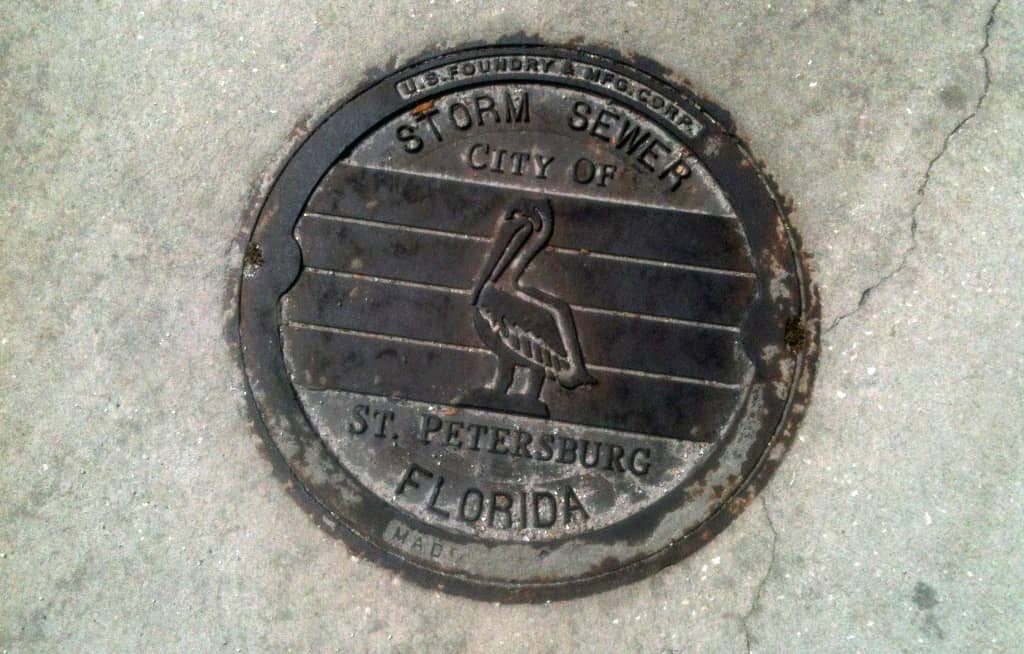 U.S. FOUNDRY & MFG. CORP.
STORM SEWER
CITY OF
ST. PETERSBURG
FLORIDA